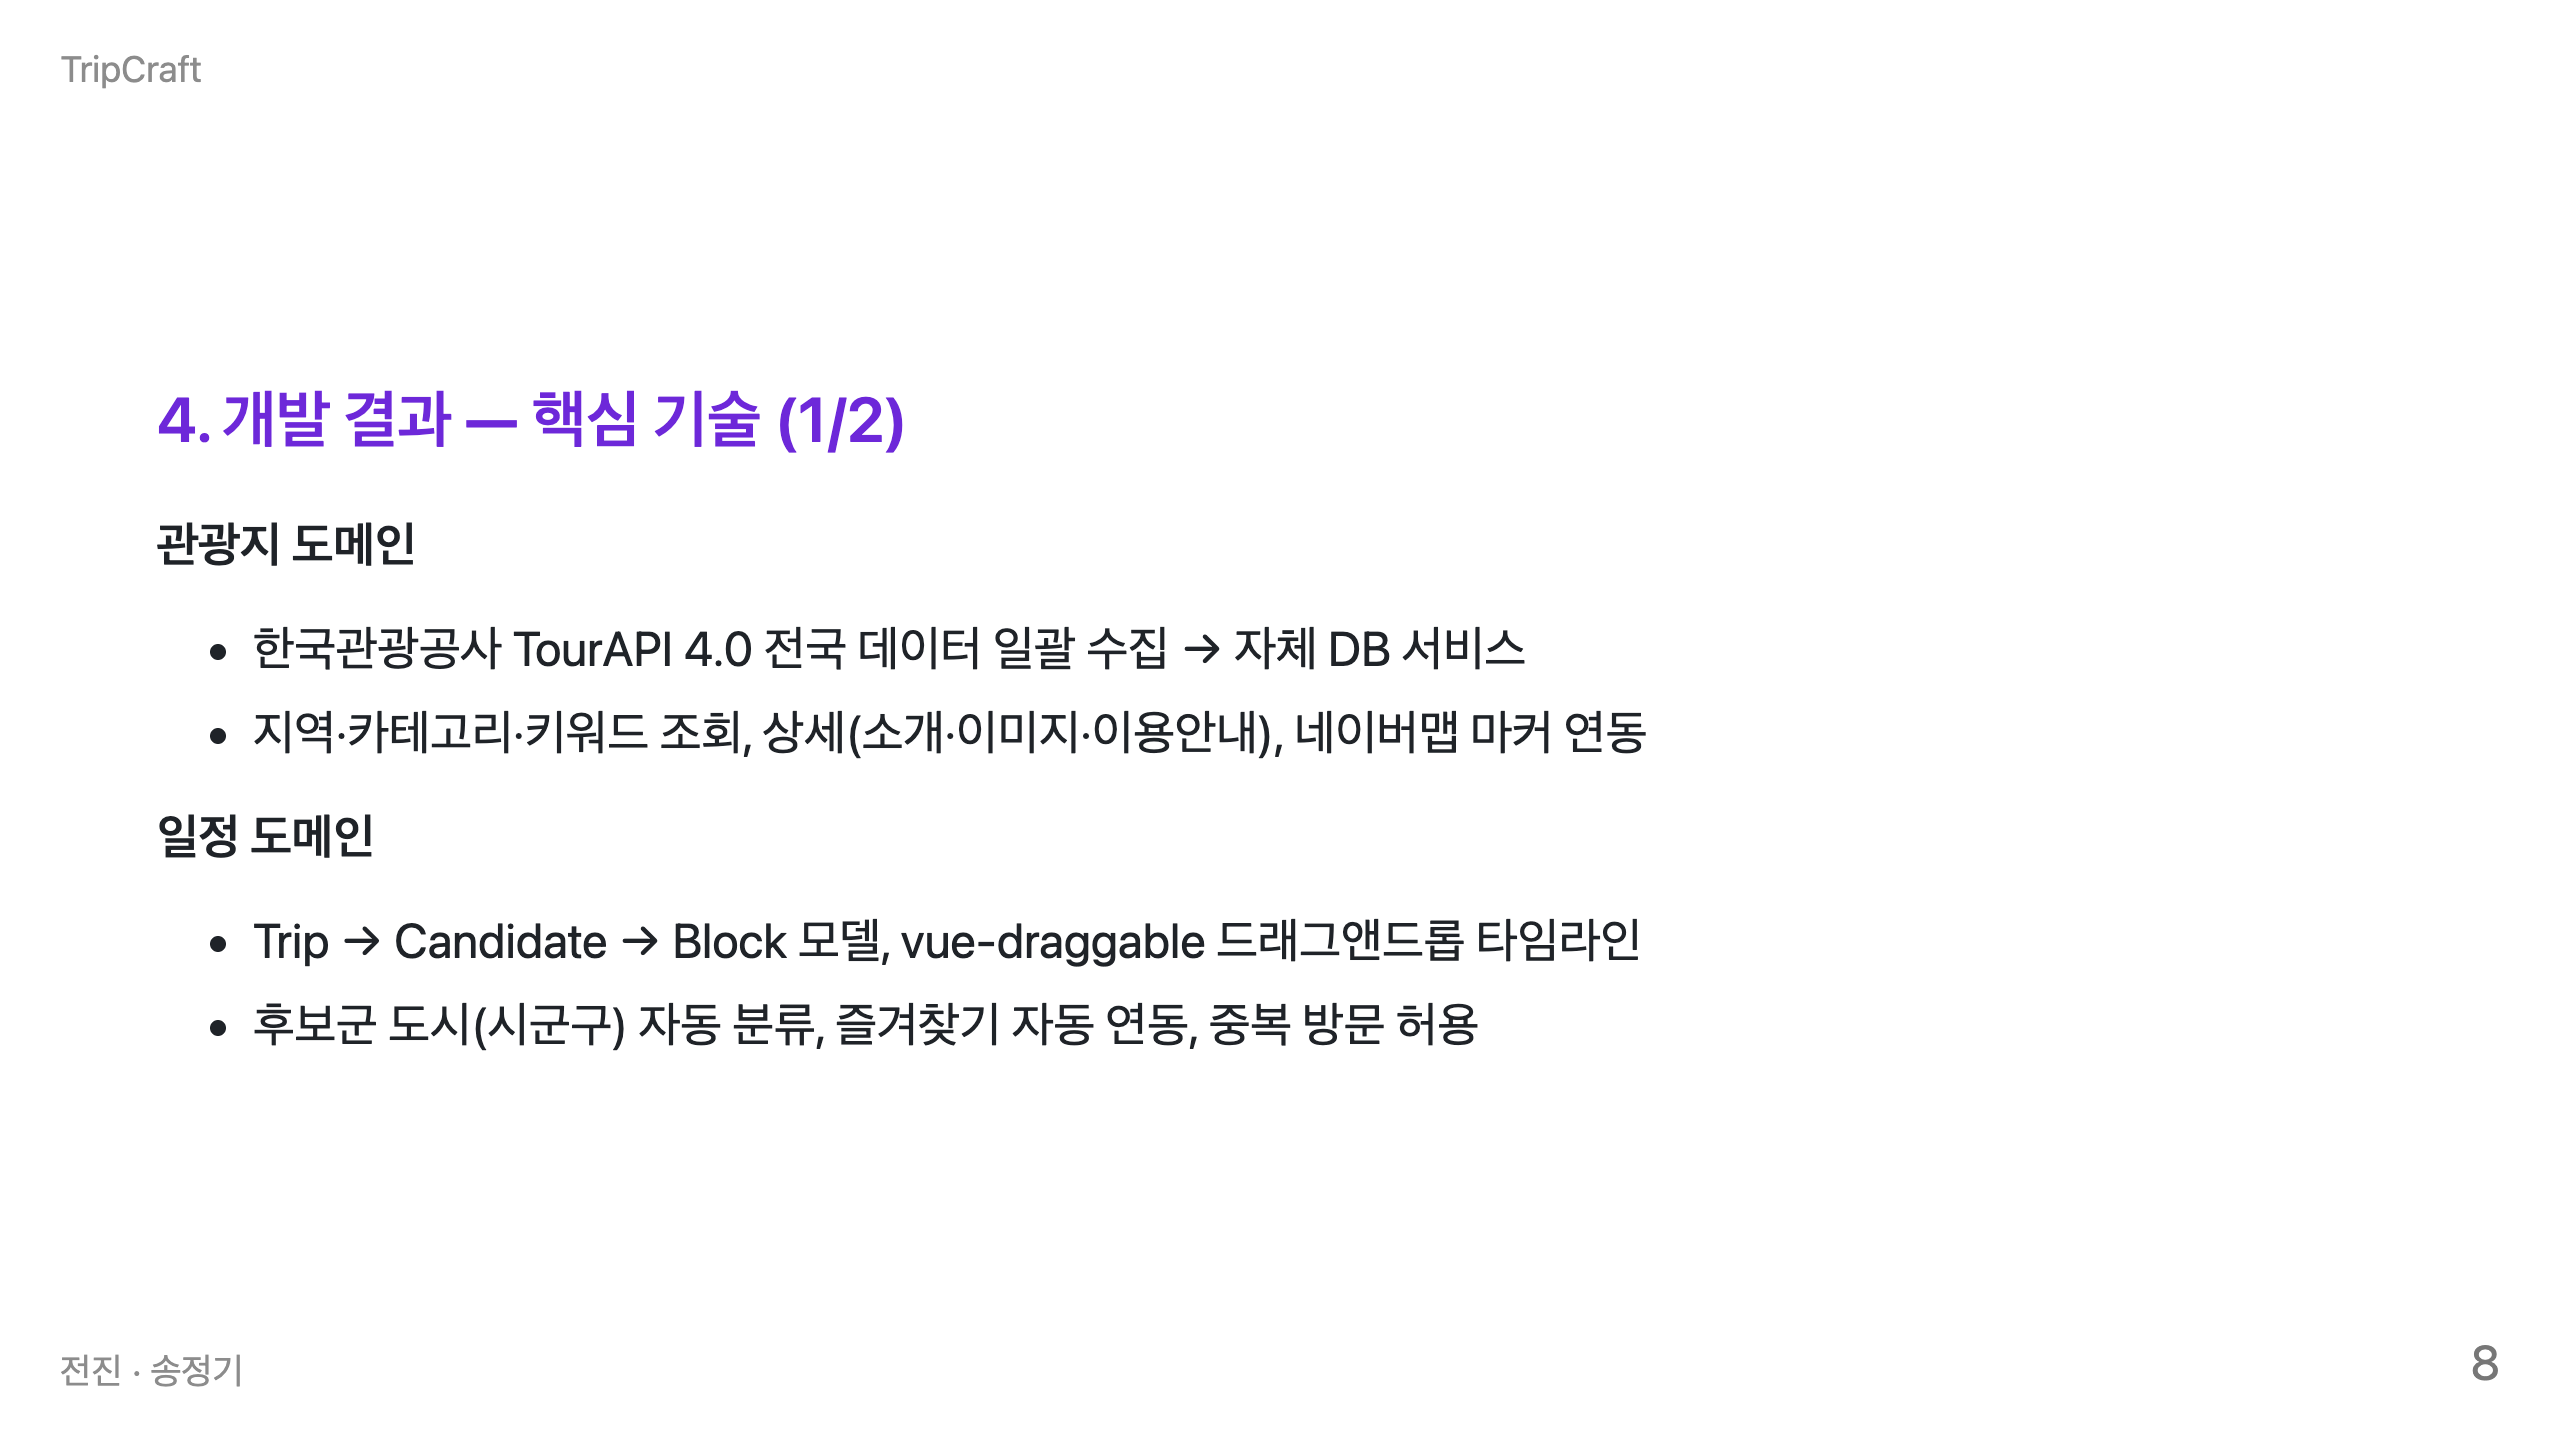 TripCraft
4. 개발 결과 — 핵심 기술 (1/2)
관광지 도메인
• 한국관광공사 TourAPI 4.0 전국 데이터 일괄 수집 → 자체 DB 서비스
• 지역·카테고리·키워드 조회, 상세(소개·이미지·이용안내), 네이버맵 마커 연동
일정 도메인
• Trip → Candidate → Block 모델, vue-draggable 드래그앤드롭 타임라인
• 후보군 도시(시군구) 자동 분류, 즐겨찾기 자동 연동, 중복 방문 허용
전진 · 송정기
8